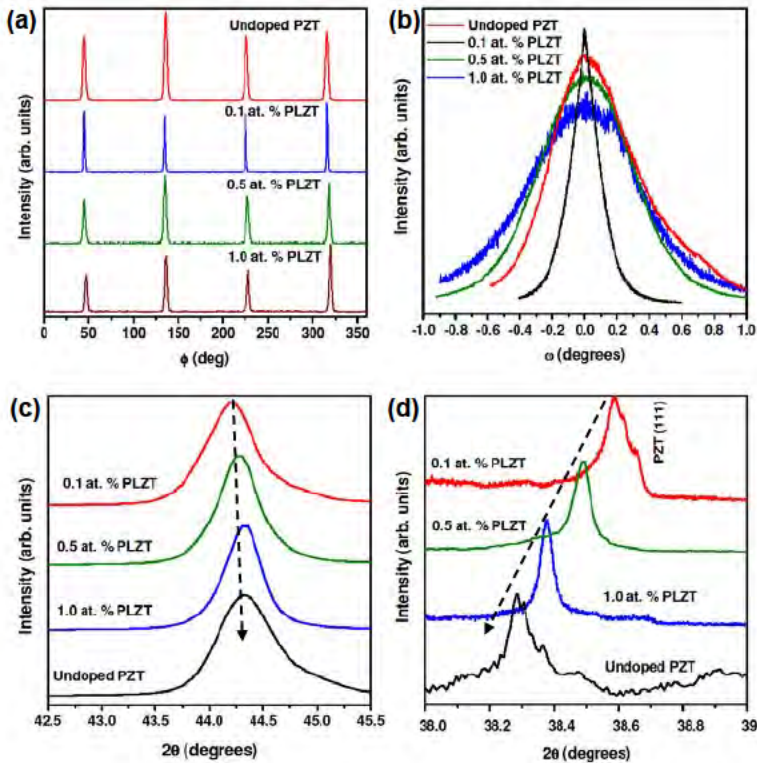 (a)
Undoped PZT
0.1 at. % PLZT
0.5 at. % PLZT
1.0 at. % PLZT
Intensity (arb. units)
0 50 100 150 200 250 300 350
ϕ (deg)
(b)
Undoped PZT
0.1 at. % PLZT
0.5 at. % PLZT
1.0 at. % PLZT
Intensity (arb. units)
-1.0 -0.8 -0.6 -0.4 -0.2 0.0 0.2 0.4 0.6 0.8 1.0
ω (degrees)
(c)
0.1 at. % PLZT
0.5 at. % PLZT
1.0 at. % PLZT
Undoped PZT
Intensity (arb. units)
42.5 43.0 43.5 44.0 44.5 45.0 45.5
2θ (degrees)
(d)
PZT (111)
0.1 at. % PLZT
0.5 at. % PLZT
1.0 at. % PLZT
Undoped PZT
Intensity (arb. units)
38.0 38.2 38.4 38.6 38.8 39
2θ (degrees)